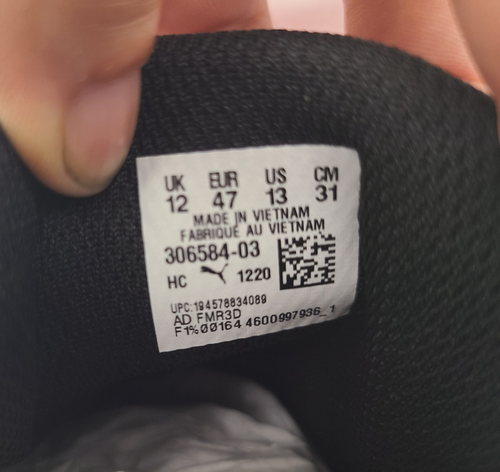 UK EUR US CM
12 47 13 31
MADE IN VIETNAM
FABRIQUÉ AU VIETNAM
306584-03
HC 1220
UPC:194578834089
AD FMR3D
F1%00164 4600997936_1